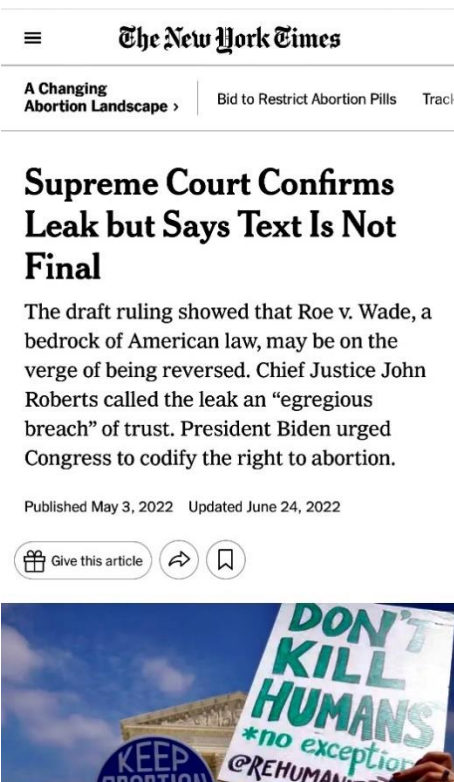 The New York Times
A Changing
Abortion Landscape ›
Bid to Restrict Abortion Pills
Supreme Court Confirms
Leak but Says Text Is Not
Final
The draft ruling showed that Roe v. Wade, a
bedrock of American law, may be on the
verge of being reversed. Chief Justice John
Roberts called the leak an “egregious
breach” of trust. President Biden urged
Congress to codify the right to abortion.
Published May 3, 2022 Updated June 24, 2022
Give this article
DON'T
KILL
HUMANS
*no exception
@REHUMAN
KEEP
ABORTION